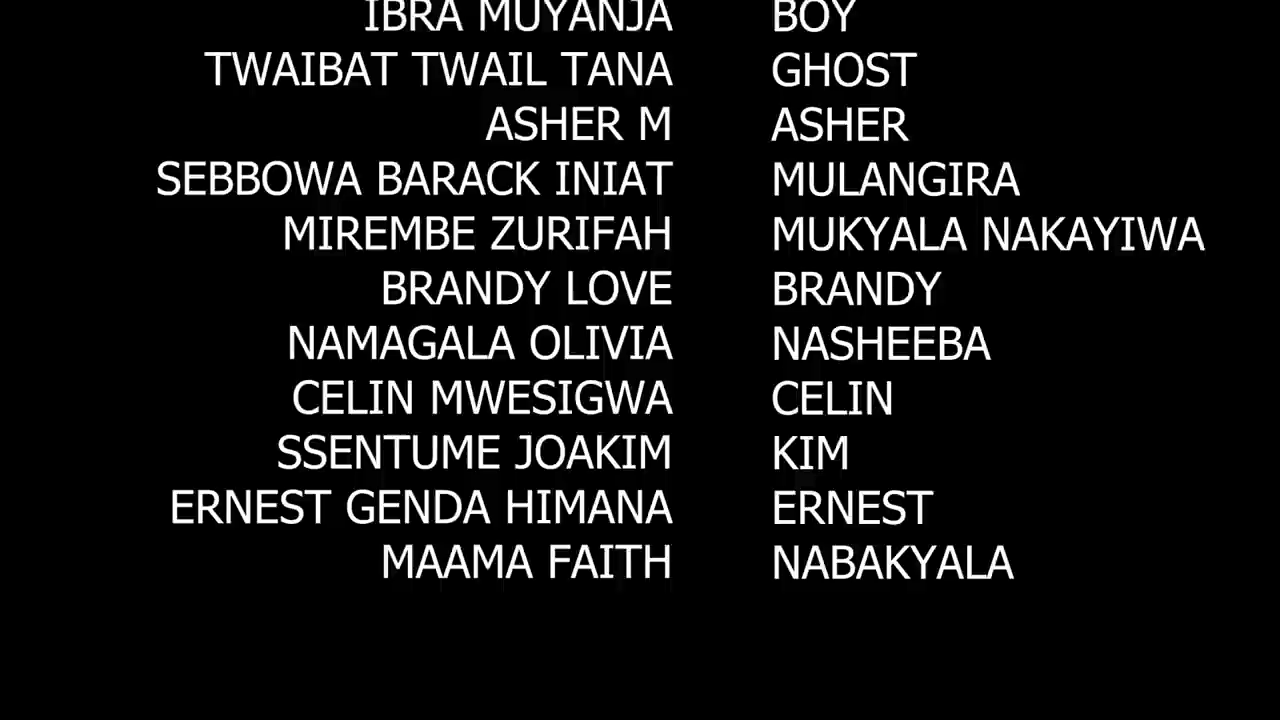 IBRA MUYANJA BOY
TWAIBAT TWAIL TANA GHOST
ASHER M ASHER
SEBBOWA BARACK INIAT MULANGIRA
MIREMBE ZURIFAH MUKYALA NAKAYIWA
BRANDY LOVE BRANDY
NAMAGALA OLIVIA NASHEEBA
CELIN MWESIGWA CELIN
SSENTUME JOAKIM KIM
ERNEST GENDA HIMANA ERNEST
MAAMA FAITH NABAKYALA